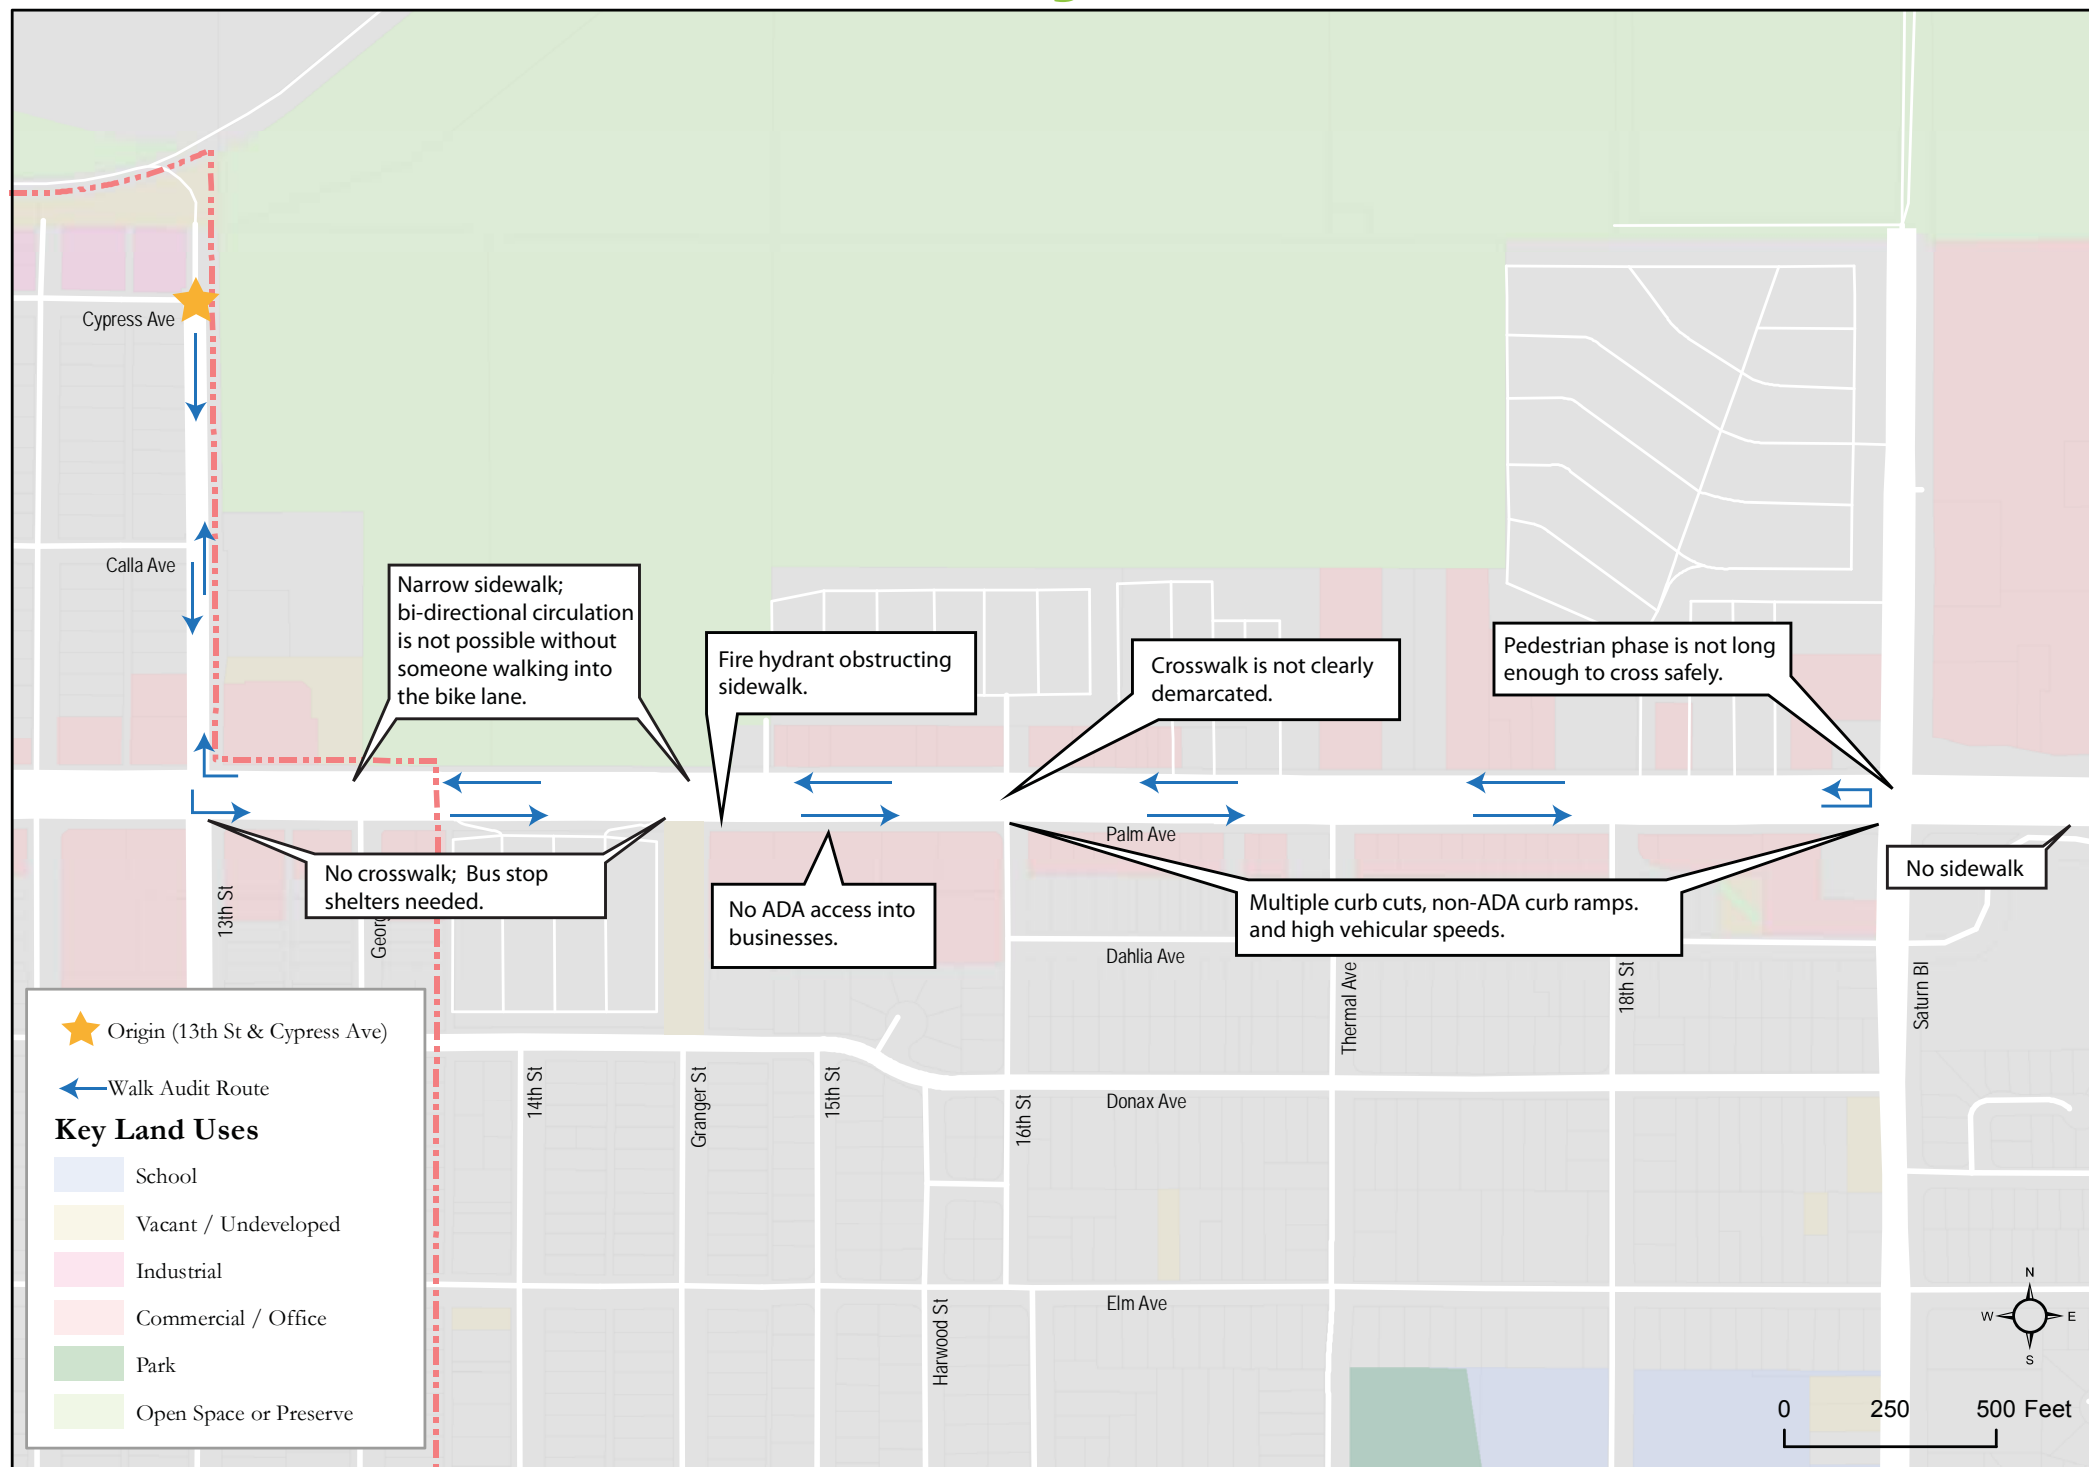 Cypress Ave
Calla Ave
Narrow sidewalk;
bi-directional circulation
is not possible without
someone walking into
the bike lane.
Fire hydrant obstructing
sidewalk.
Crosswalk is not clearly
demarcated.
Pedestrian phase is not long
enough to cross safely.
Palm Ave
No crosswalk;  Bus stop
shelters needed.
No ADA access into
businesses.
Multiple curb cuts, non-ADA curb ramps.
and high vehicular speeds.
No sidewalk
13th St
Dahlia Ave
Thermal Ave
18th St
Saturn Bl
14th St
Granger St
15th St
16th St
Donax Ave
Harwood St
Elm Ave
Origin (13th St & Cypress Ave)
Walk Audit Route
Key Land Uses
School
Vacant / Undeveloped
Industrial
Commercial / Office
Park
Open Space or Preserve
N
W E
S
0 250 500 Feet